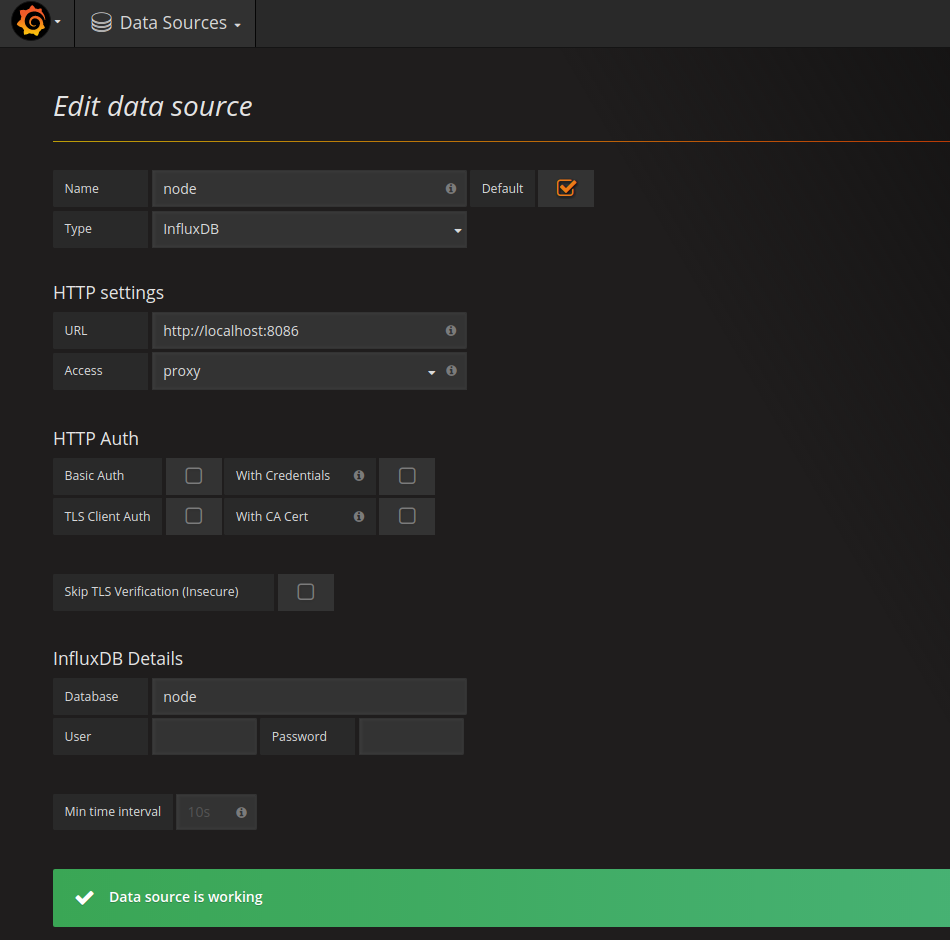 Data Sources
Edit data source
Name node Default
Type InfluxDB
HTTP settings
URL http://localhost:8086
Access proxy
HTTP Auth
Basic Auth With Credentials
TLS Client Auth With CA Cert
Skip TLS Verification (Insecure)
InfluxDB Details
Database node
User Password
Min time interval 10s
Data source is working